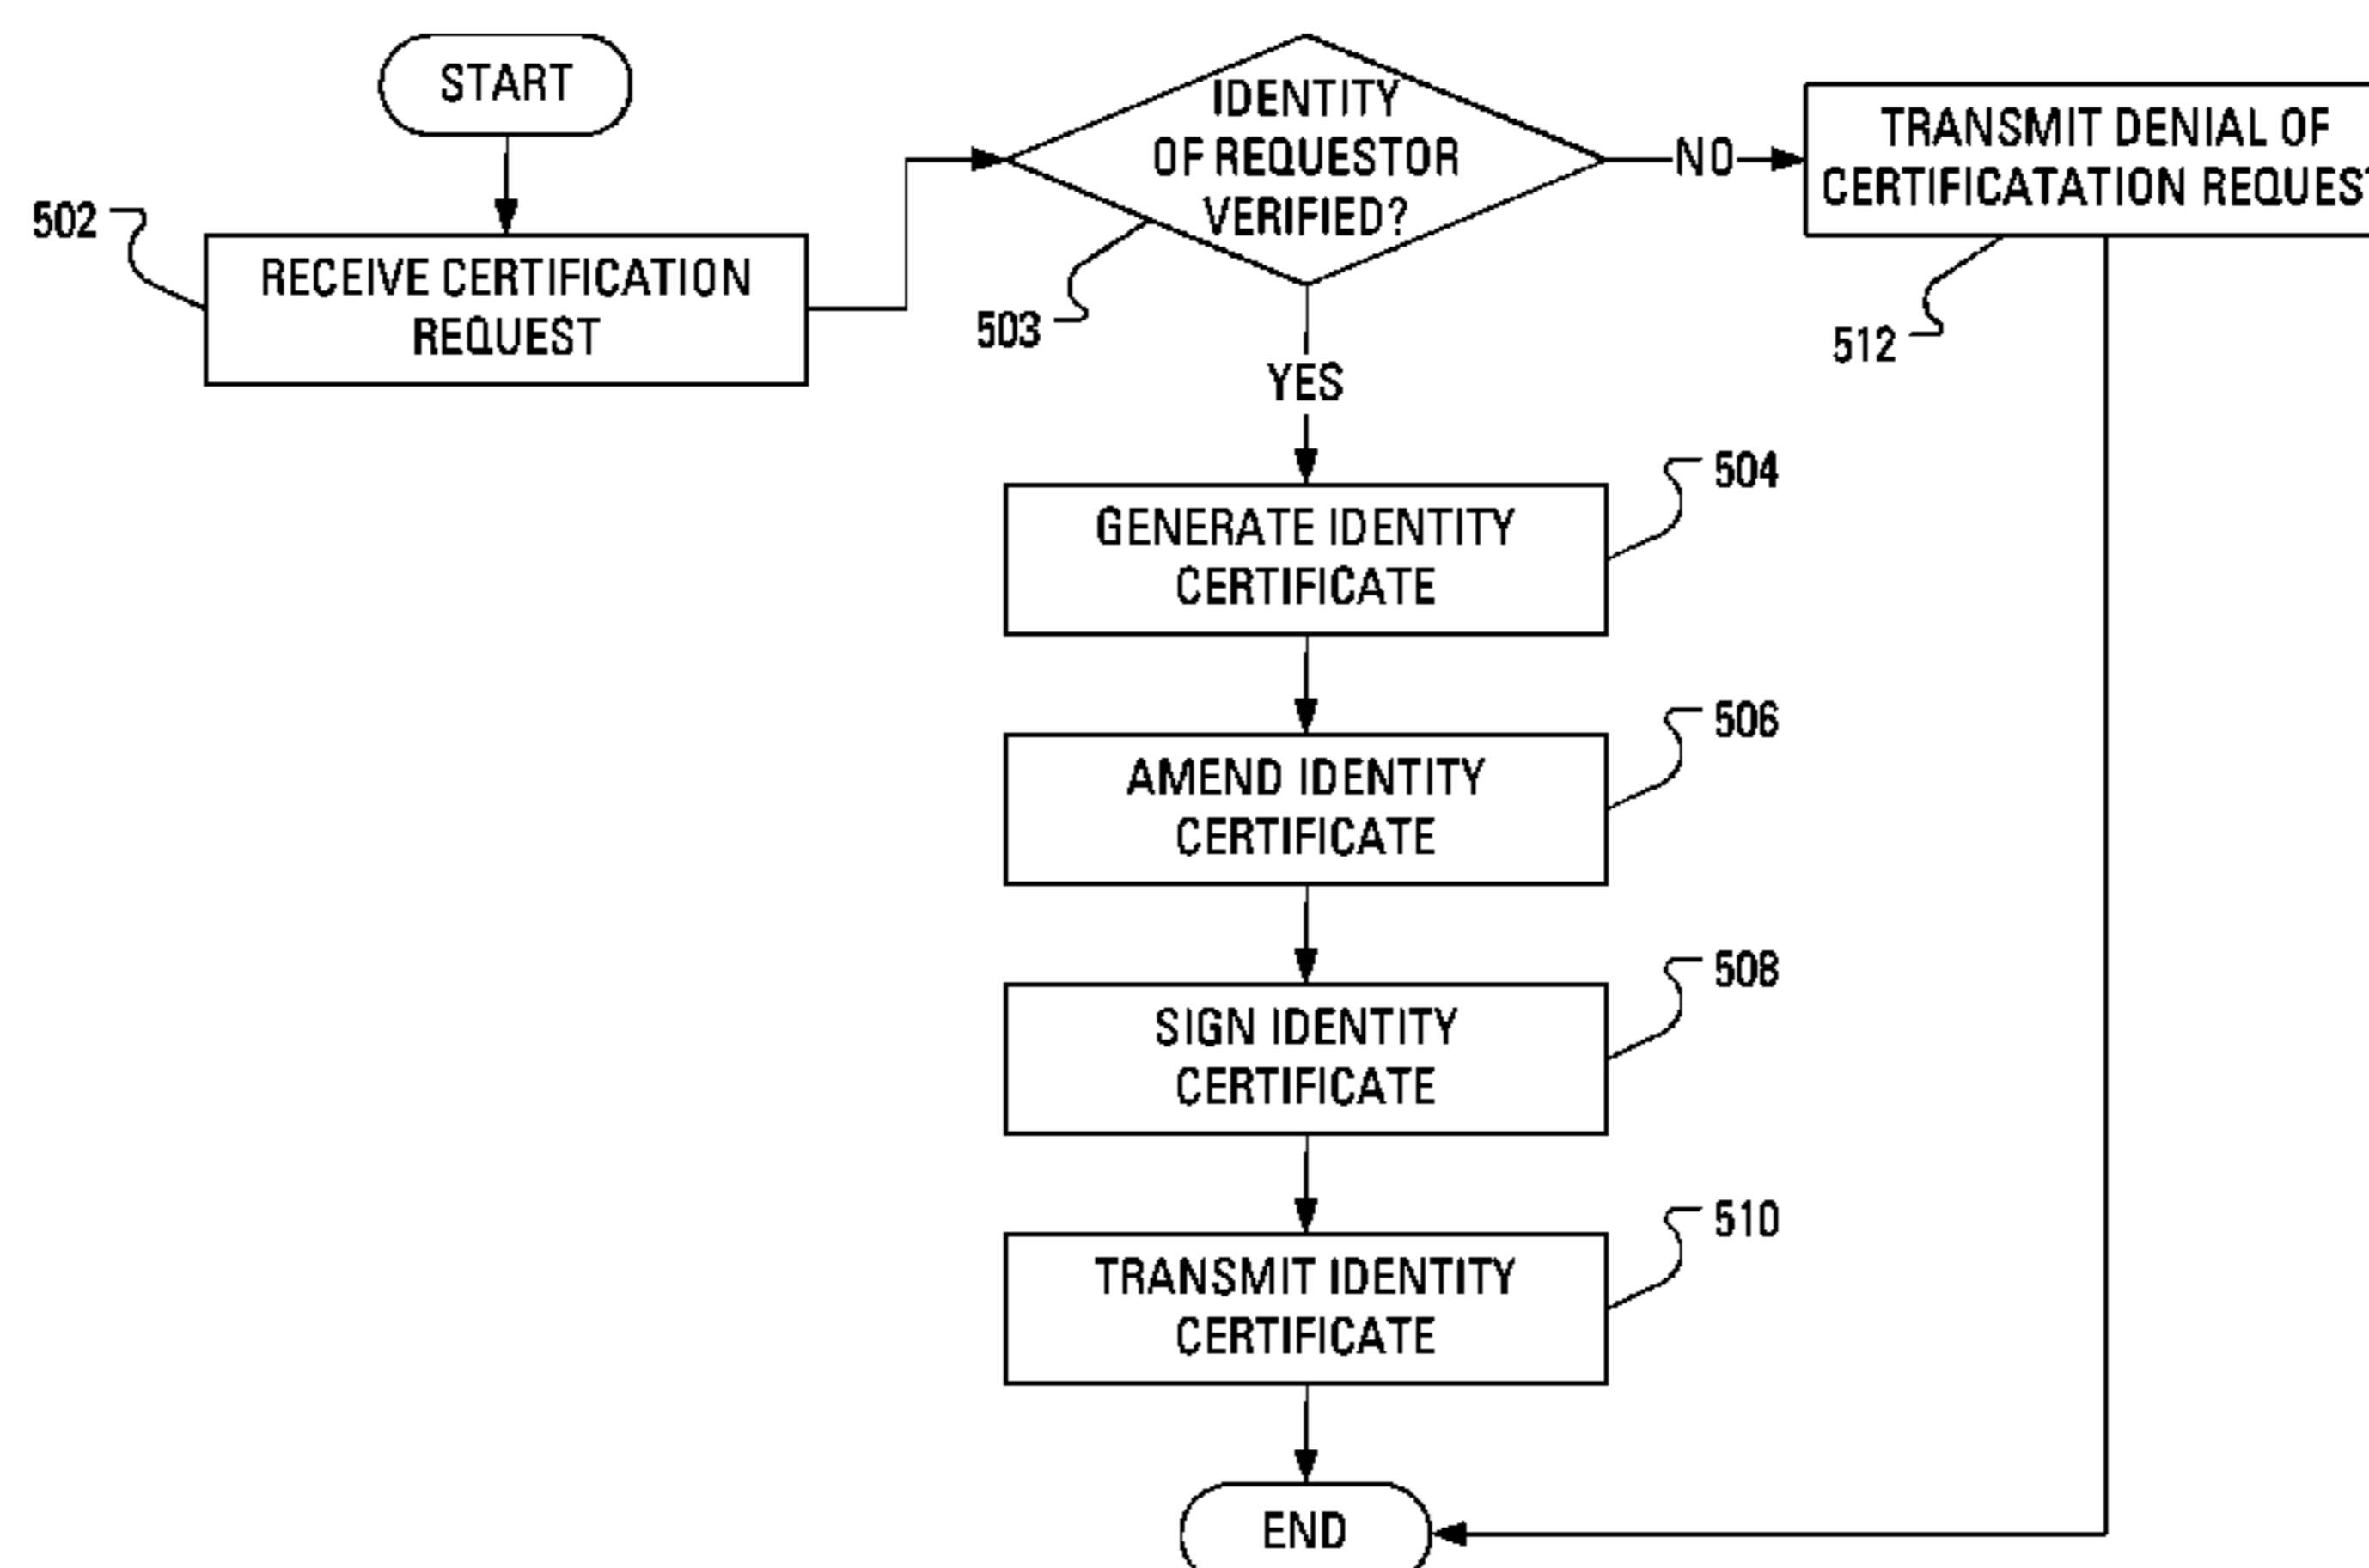 START
502
RECEIVE CERTIFICATION
REQUEST
IDENTITY
OF REQUESTOR
VERIFIED?
503
NO
TRANSMIT DENIAL OF
CERTIFICATATION REQUEST
512
YES
504
GENERATE IDENTITY
CERTIFICATE
506
AMEND IDENTITY
CERTIFICATE
508
SIGN IDENTITY
CERTIFICATE
510
TRANSMIT IDENTITY
CERTIFICATE
END